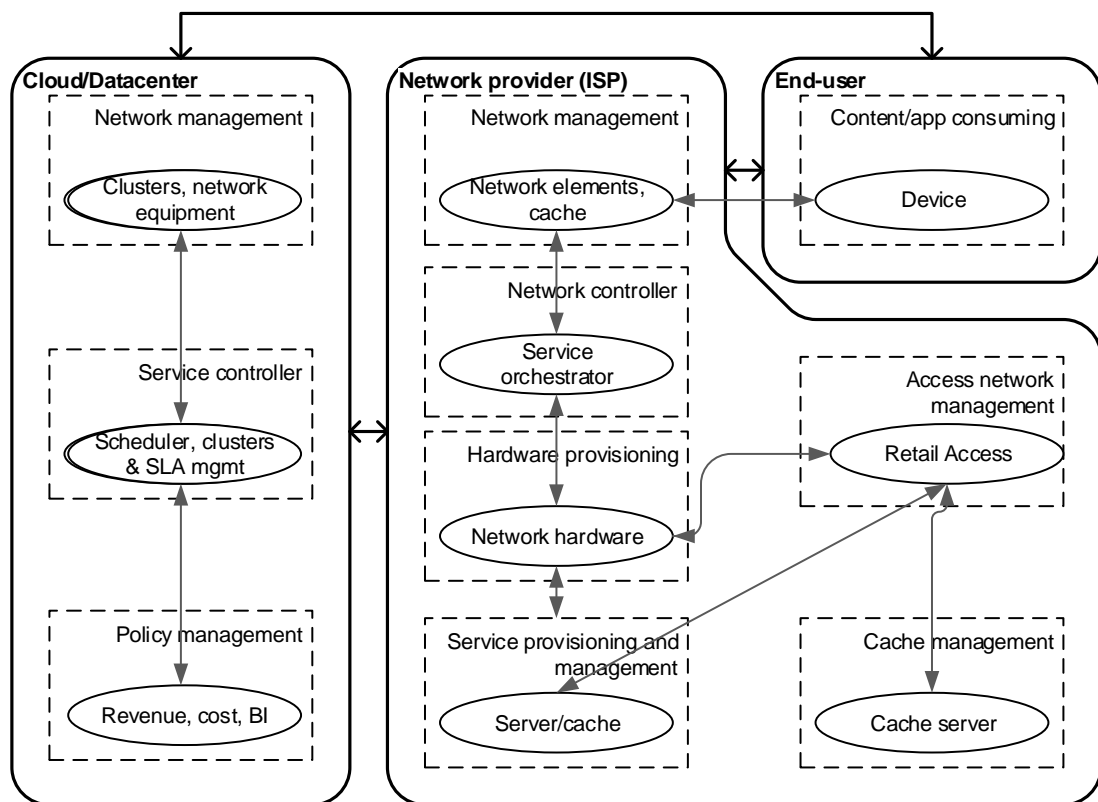 Cloud/Datacenter
Network management
Clusters, network
equipment
Service controller
Scheduler, clusters
& SLA mgmt
Policy management
Revenue, cost, BI
Network provider (ISP)
Network management
Network elements,
cache
Network controller
Service
orchestrator
Hardware provisioning
Network hardware
Service provisioning and
management
Server/cache
Access network
management
Retail Access
Cache management
Cache server
End-user
Content/app consuming
Device